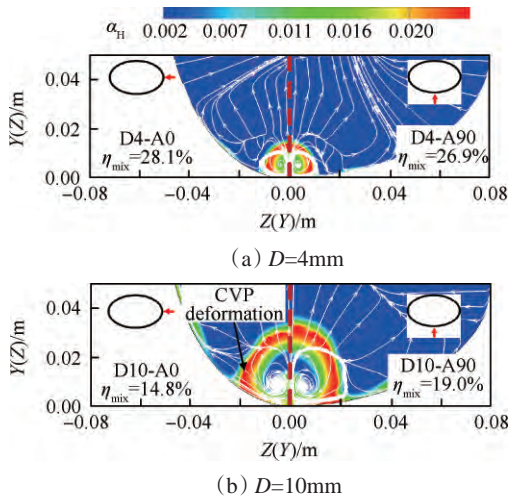 α_H 0.002 0.007 0.011 0.016 0.020
Y(Z)/m
0.04
0.02
0.00
D4-A0
η_mix=28.1%
D4-A90
η_mix=26.9%
−0.08 −0.04 0.00 0.04 0.08
Z(Y)/m
(a) D=4mm
Y(Z)/m
0.04
0.02
0.00
CVP
deformation
D10-A0
η_mix=14.8%
D10-A90
η_mix=19.0%
−0.08 −0.04 0.00 0.04 0.08
Z(Y)/m
(b) D=10mm